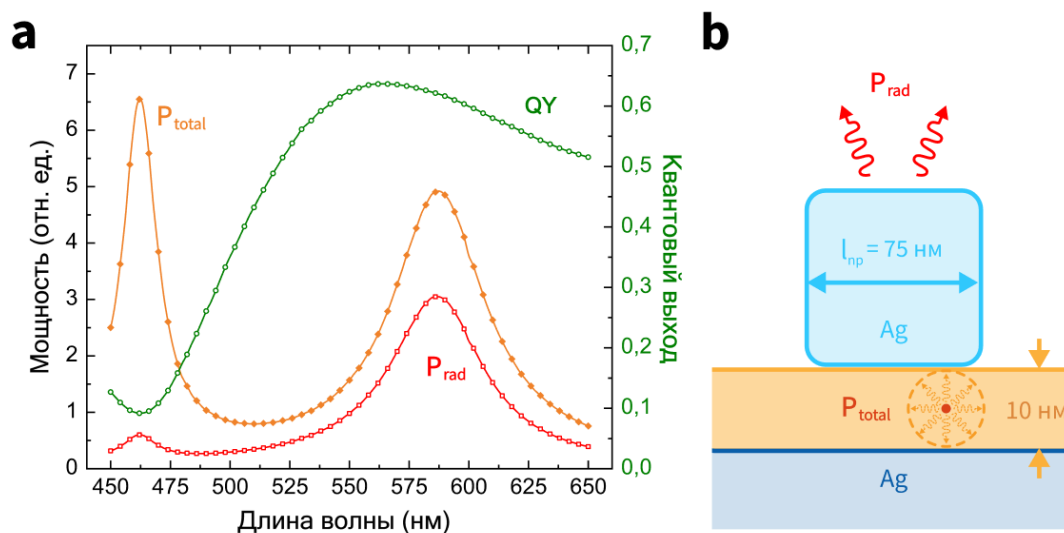 a
Мощность (отн. ед.)
7
6
5
4
3
2
1
0
P_total
QY
P_rad
0,7
0,6
0,5
0,4
0,3
0,2
0,1
0,0
Квантовый выход
450 475 500 525 550 575 600 625 650
Длина волны (нм)
b
P_rad
l_np = 75 нм
Ag
P_total
10 нм
Ag